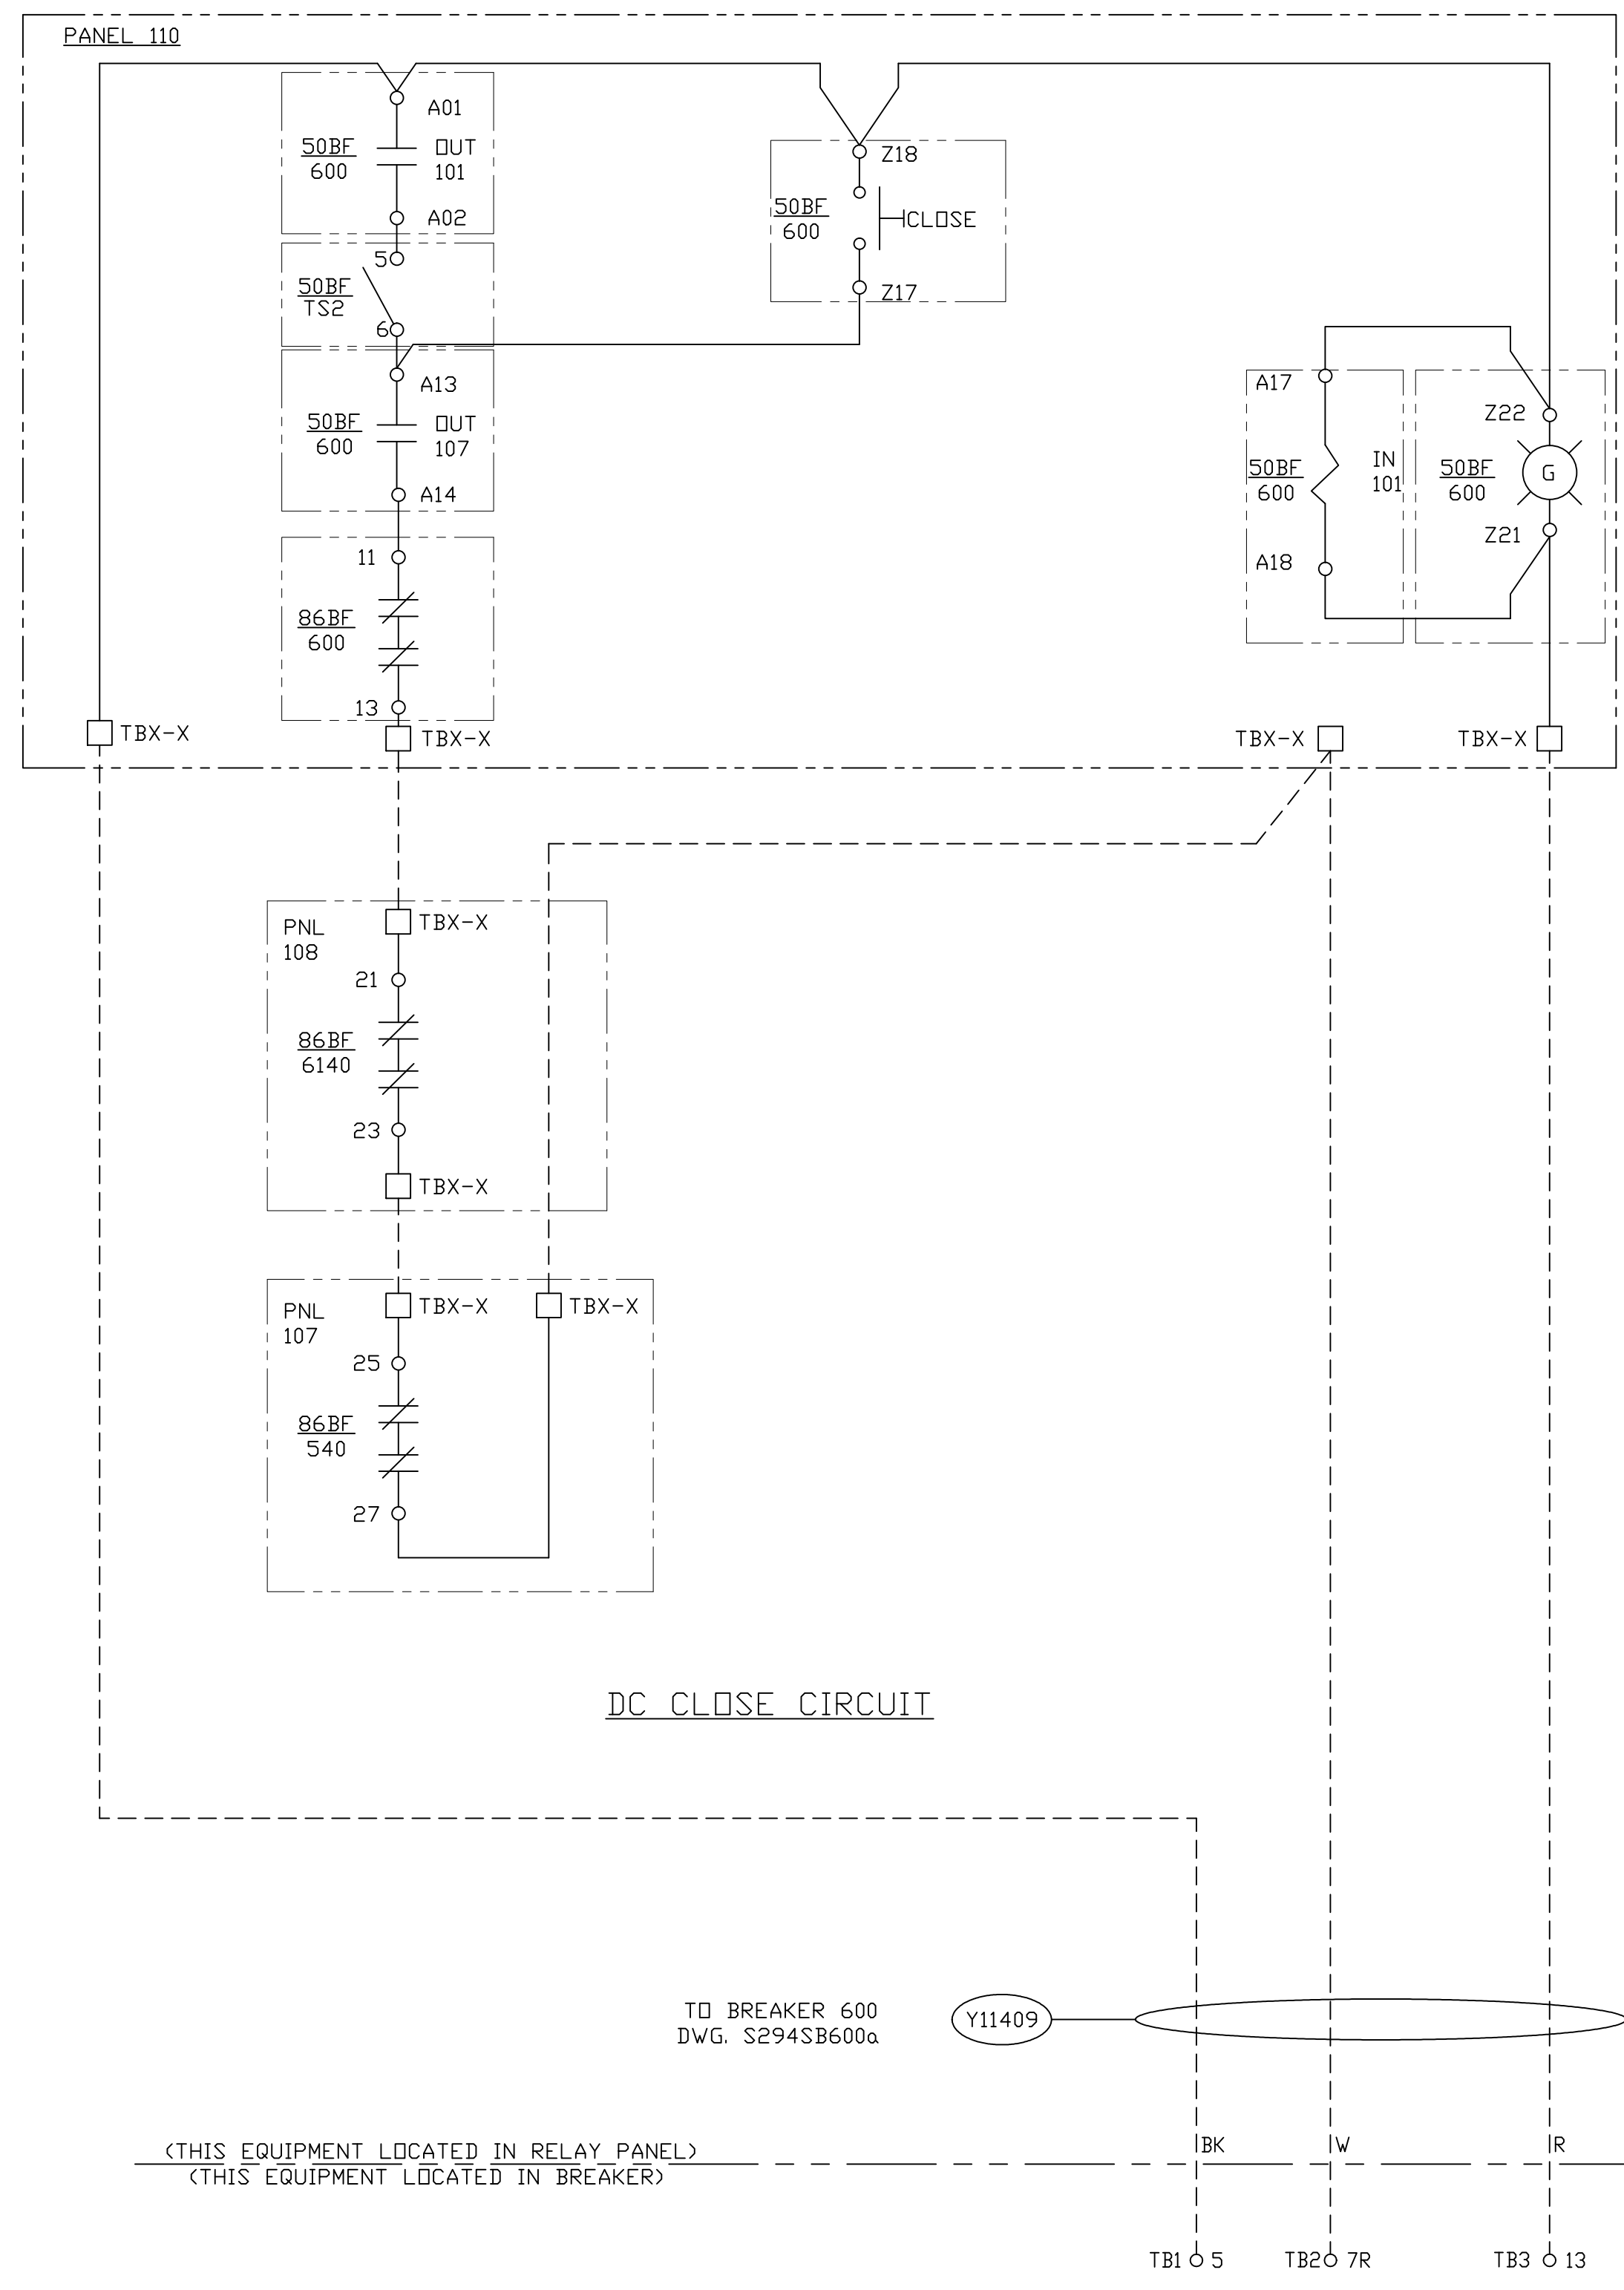 PANEL 110
A01
50BF
600
OUT
101
A02
5
50BF
TS2
6
A13
50BF
600
OUT
107
A14
11
86BF
600
13
Z18
50BF
600
CLOSE
Z17
A17
50BF
600
IN
101
A18
Z22
50BF
600
G
Z21
TBX-X
TBX-X
TBX-X
TBX-X
PNL
108
TBX-X
21
86BF
6140
23
TBX-X
PNL
107
TBX-X
TBX-X
25
86BF
540
27
DC CLOSE CIRCUIT
TO BREAKER 600
DWG. S294SB600a
Y11409
(THIS EQUIPMENT LOCATED IN RELAY PANEL)
(THIS EQUIPMENT LOCATED IN BREAKER)
BK
W
R
TB1 5
TB2 7R
TB3 13